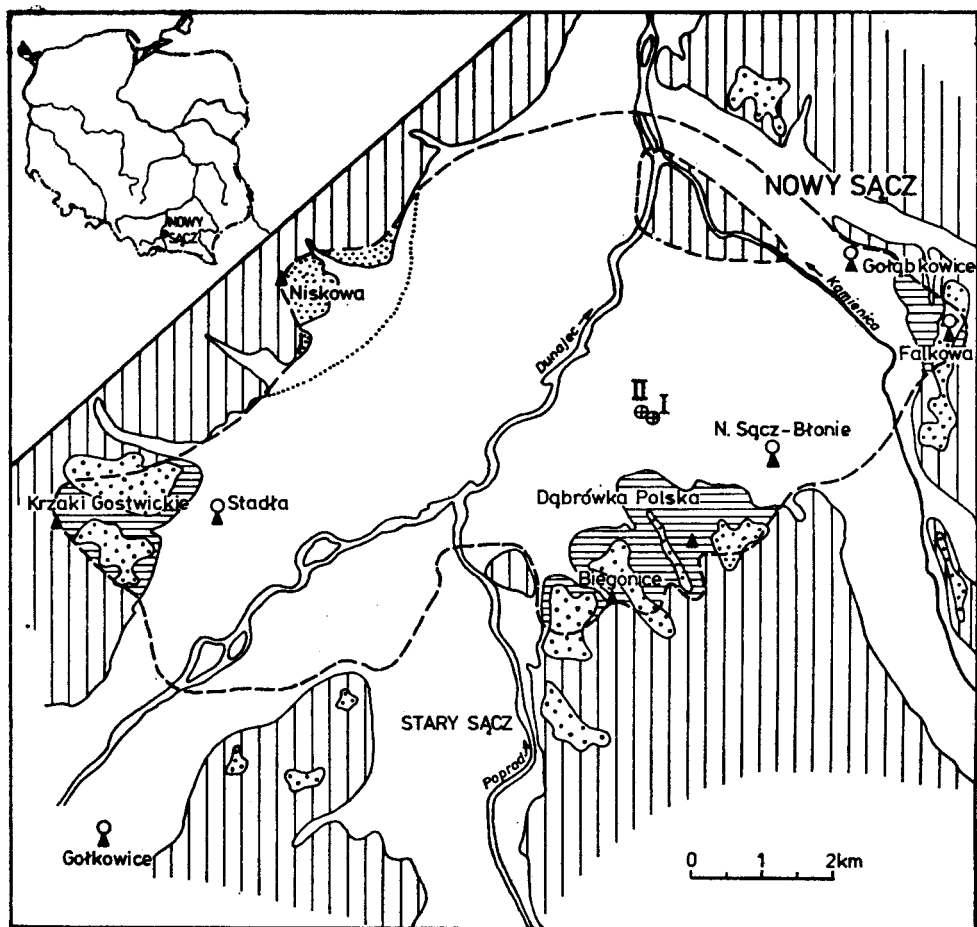 NOWY
SĄCZ
NOWY SĄCZ
Gołąbkowice
Kamienica
Niskowa
Falkowa
Dunajec
II I
N. Sącz-Błonie
Dąbrówka Polska
Krzaki Gostwickie
Stadła
Biegonice
STARY SĄCZ
Poprad
Gołkowice
0 1 2km